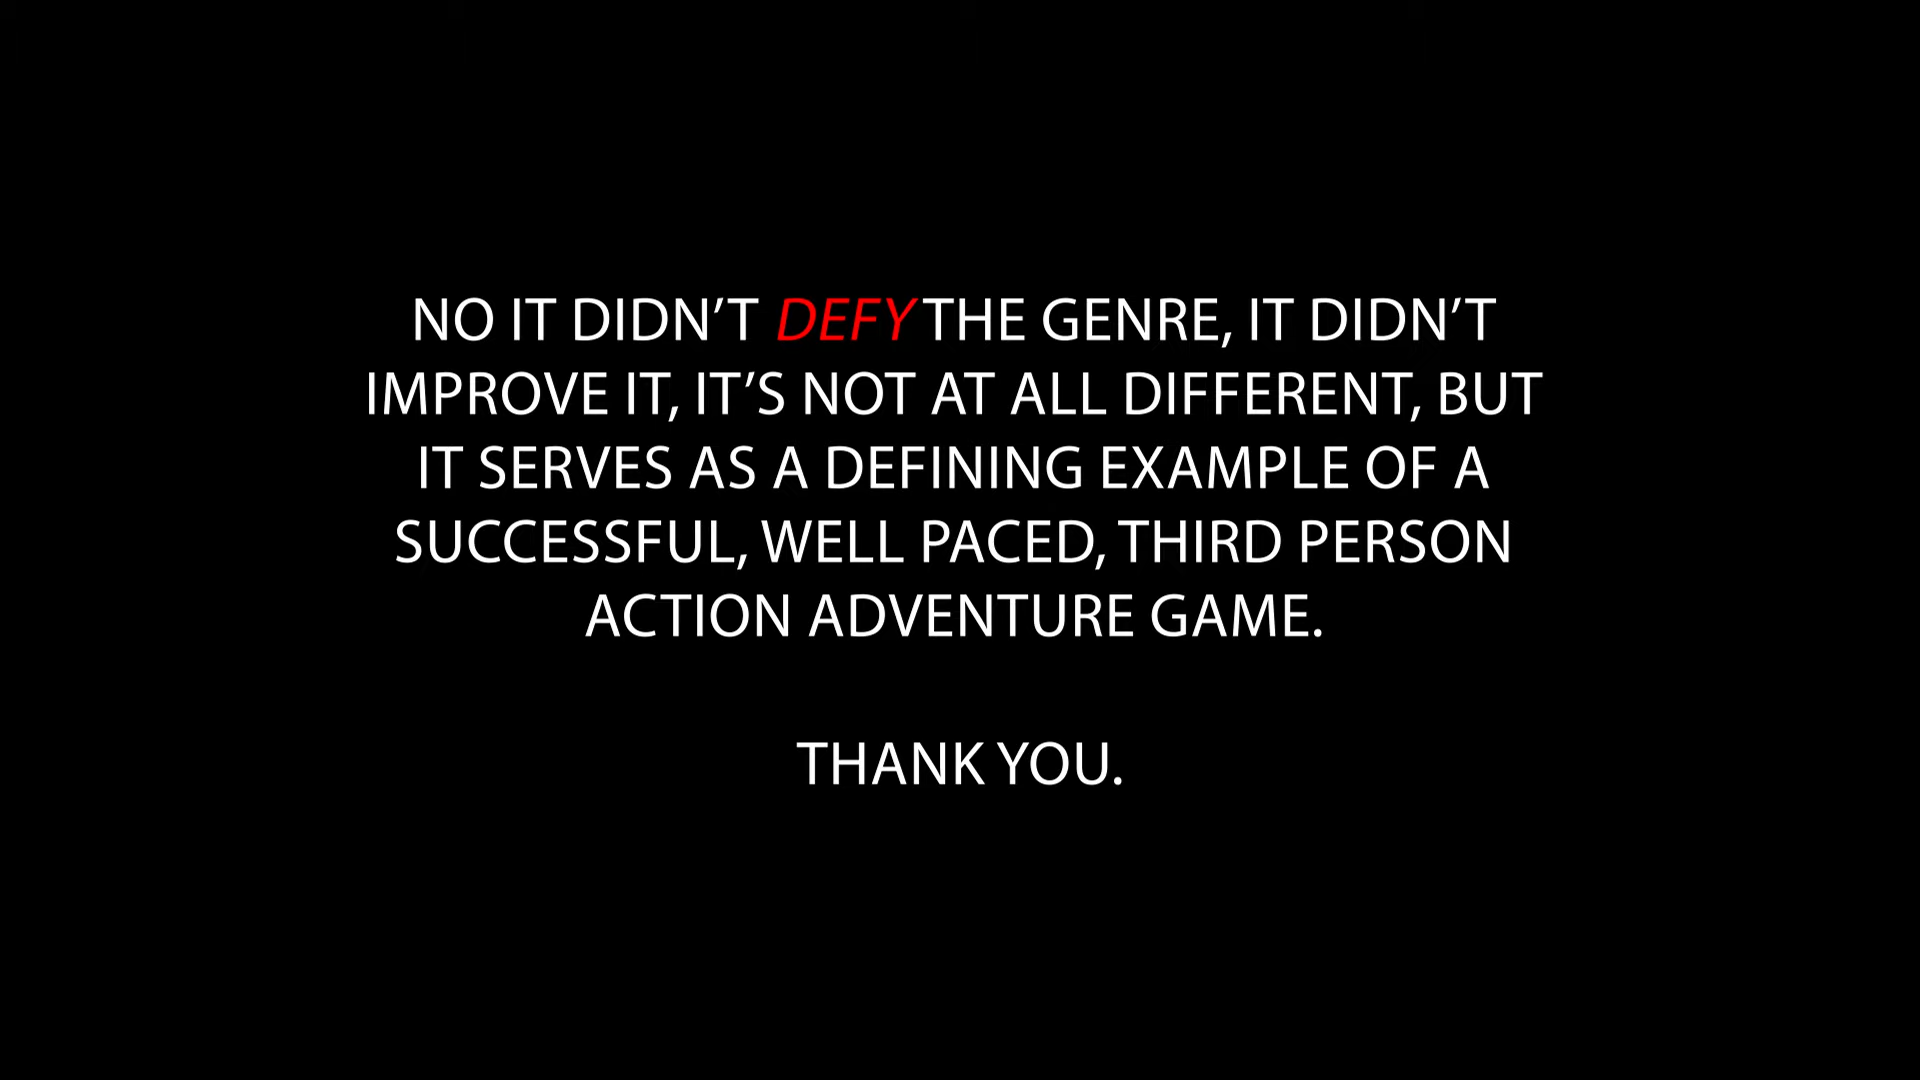 NO IT DIDN’T DEFY THE GENRE, IT DIDN’T
IMPROVE IT, IT’S NOT AT ALL DIFFERENT, BUT
IT SERVES AS A DEFINING EXAMPLE OF A
SUCCESSFUL, WELL PACED, THIRD PERSON
ACTION ADVENTURE GAME.
THANK YOU.